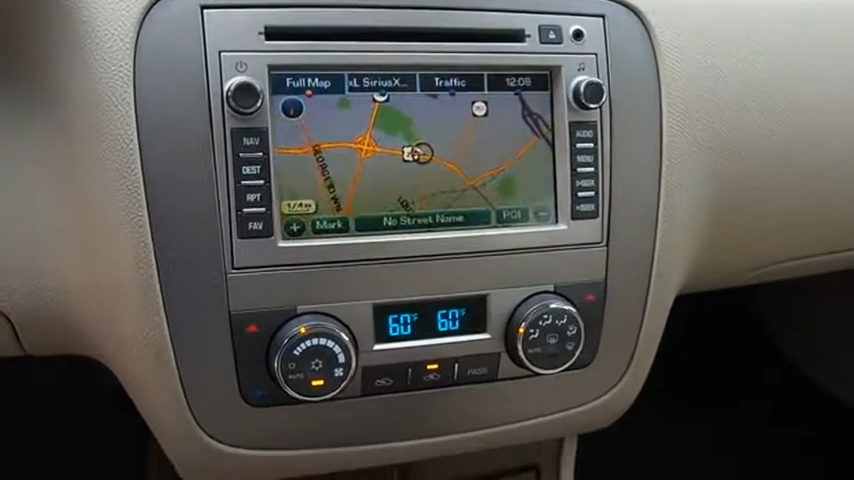 Full Map
xL SiriusX...
Traffic
12:08
NAV
DEST
RPT
FAV
AUDIO
MENU
SEEK
SEEK
1/4m
Mark
No Street Name
POI
60°F
60°F
AUTO
AUTO
PASS